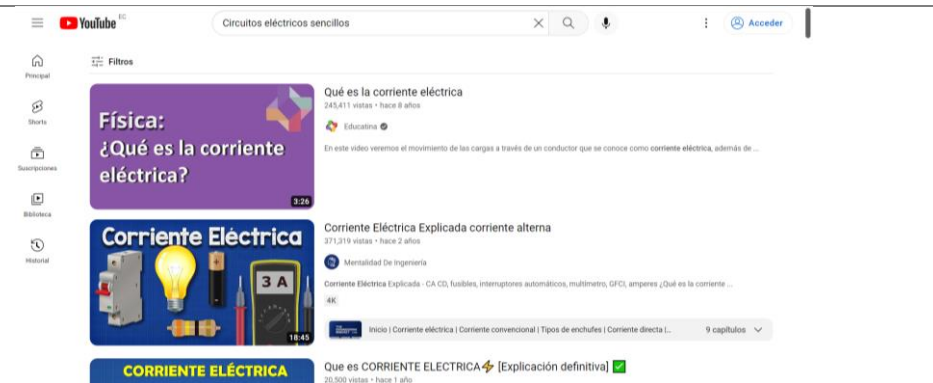 YouTube EC
Circuitos eléctricos sencillos
Acceder
Principal
Shorts
Suscripciones
Biblioteca
Historial
Filtros
Física:
¿Qué es la corriente
eléctrica?
3:26
Qué es la corriente eléctrica
245,411 vistas • hace 8 años
Educatina
En este video veremos el movimiento de las cargas a través de un conductor que se conoce como corriente eléctrica, además de ...
Corriente Eléctrica
3 A
18:45
Corriente Eléctrica Explicada corriente alterna
371,319 vistas • hace 2 años
Mentalidad De Ingeniería
Corriente Eléctrica Explicada - CA CD, fusibles, interruptores automáticos, multímetro, GFCI, amperes ¿Qué es la corriente ...
4K
Inicio | Corriente eléctrica | Corriente convencional | Tipos de enchufes | Corriente directa (...
9 capítulos
CORRIENTE ELÉCTRICA
Que es CORRIENTE ELECTRICA⚡ [Explicación definitiva] ✅
20,500 vistas • hace 1 año